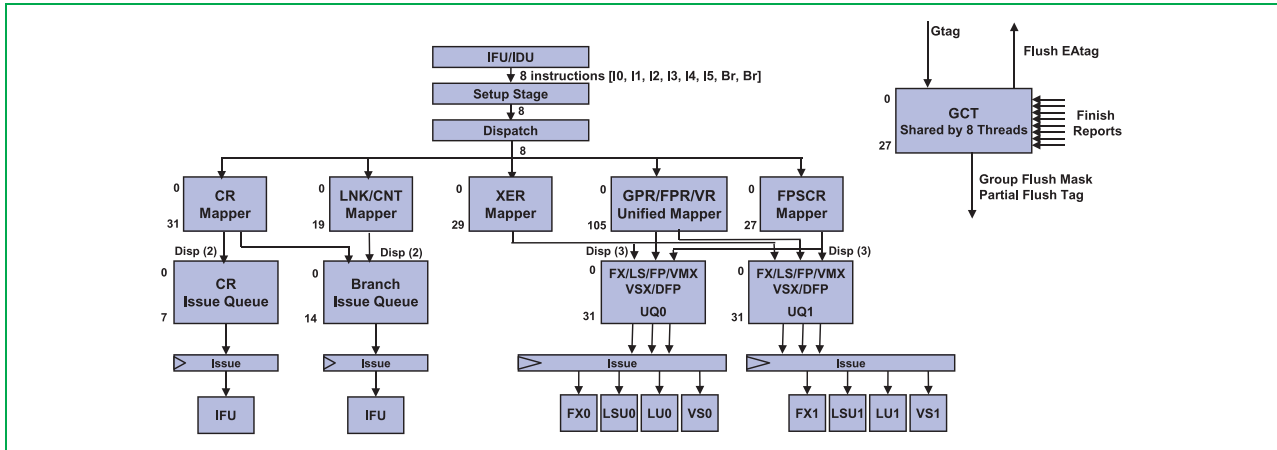 IFU/IDU
8 instructions [I0, I1, I2, I3, I4, I5, Br, Br]
Setup Stage
8
Dispatch
8
Gtag
Flush EAtag
0
GCT
Shared by 8 Threads
27
Finish
Reports
Group Flush Mask
Partial Flush Tag
0
CR
Mapper
31
0
LNK/CNT
Mapper
19
0
XER
Mapper
29
0
GPR/FPR/VR
Unified Mapper
105
0
FPSCR
Mapper
27
Disp (2)
Disp (2)
Disp (3)
Disp (3)
0
CR
Issue Queue
7
0
Branch
Issue Queue
14
0
FX/LS/FP/VMX
VSX/DFP
UQ0
31
0
FX/LS/FP/VMX
VSX/DFP
UQ1
31
Issue
Issue
Issue
Issue
IFU
IFU
FX0
LSU0
LU0
VS0
FX1
LSU1
LU1
VS1